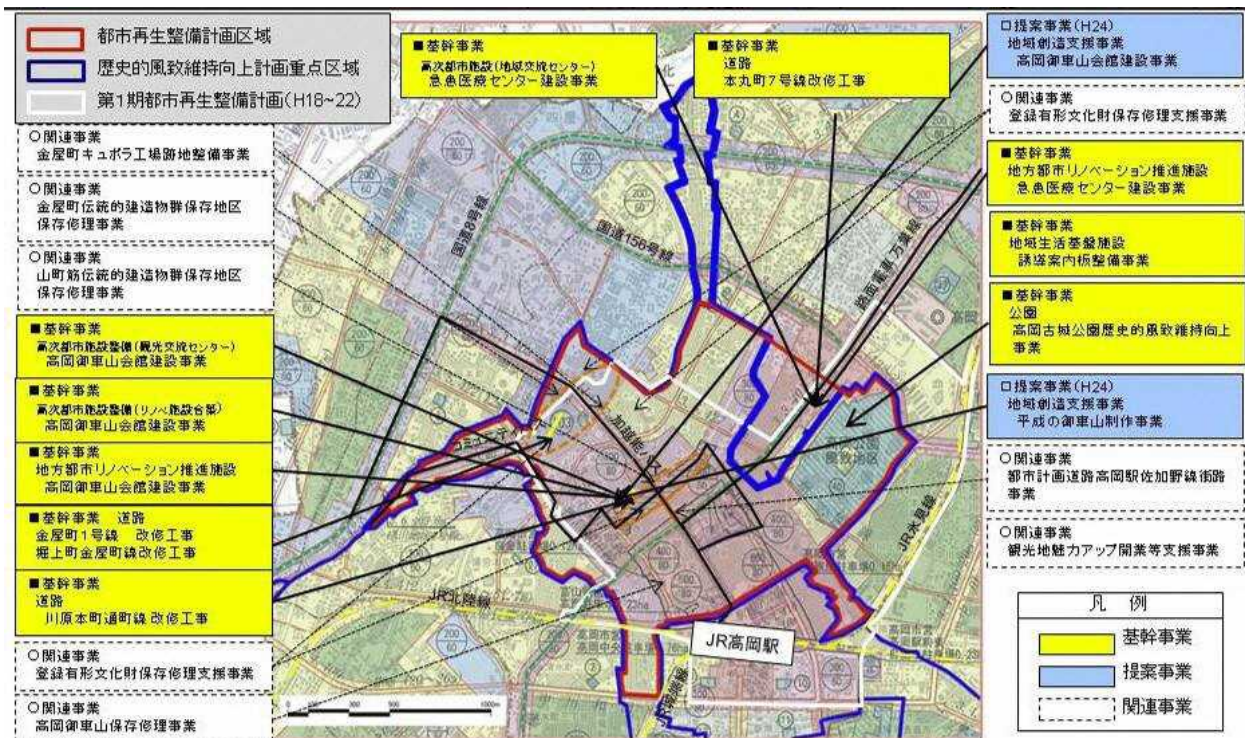 都市再生整備計画区域
歴史的風致維持向上計画重点区域
第1期都市再生整備計画(H18~22)
○関連事業
金屋町キュポラ工場跡地整備事業
○関連事業
金屋町伝統的建造物群保存地区
保存修理事業
○関連事業
山町筋伝統的建造物群保存地区
保存修理事業
■基幹事業
高次都市施設整備(観光交流センター)
高岡御車山会館建設事業
■基幹事業
高次都市施設整備(リノベ施設合築)
高岡御車山会館建設事業
■基幹事業
地方都市リノベーション推進施設
高岡御車山会館建設事業
■基幹事業 道路
金屋町1号線 改修工事
堀上町金屋町線改修工事
■基幹事業
道路
川原本町通町線改修工事
○関連事業
登録有形文化財保存修理支援事業
○関連事業
高岡御車山保存修理事業
■基幹事業
高次都市施設(地域交流センター)
急患医療センター建設事業
■基幹事業
道路
本丸町7号線改修工事
国道8号線
国道156号線
路面電車万葉線
加越能バス
高岡
風致地区
JR氷見線
JR北陸線
JR高岡駅
0 200 400 600 1000m
□提案事業(H24)
地域創造支援事業
高岡御車山会館建設事業
○関連事業
登録有形文化財保存修理支援事業
■基幹事業
地方都市リノベーション推進施設
急患医療センター建設事業
■基幹事業
地域生活基盤施設
誘導案内板整備事業
■基幹事業
公園
高岡古城公園歴史的風致維持向上
事業
□提案事業(H24)
地域創造支援事業
平成の御車山制作事業
○関連事業
都市計画道路高岡駅佐加野線街路
事業
○関連事業
観光地魅力アップ開業等支援事業
凡 例
基幹事業
提案事業
関連事業